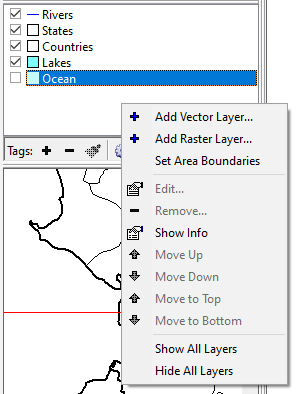 Rivers
States
Countries
Lakes
Ocean
Tags:
Add Vector Layer...
Add Raster Layer...
Set Area Boundaries
Edit...
Remove...
Show Info
Move Up
Move Down
Move to Top
Move to Bottom
Show All Layers
Hide All Layers